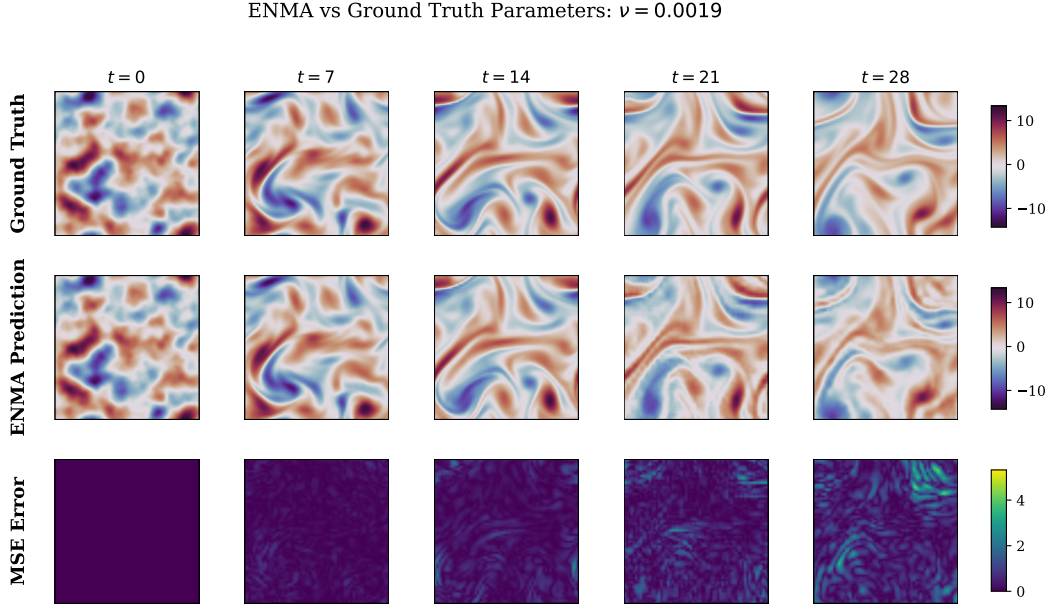 ENMA vs Ground Truth Parameters: ν = 0.0019
t = 0
t = 7
t = 14
t = 21
t = 28
Ground Truth
10
0
−10
ENMA Prediction
10
0
−10
MSE Error
4
2
0